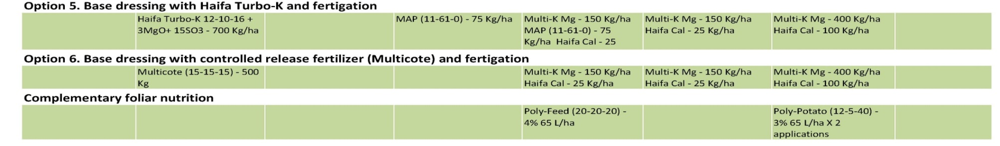 Option 5. Base dressing with Haifa Turbo-K and fertigation
Haifa Turbo-K 12-10-16 +
3MgO+ 15SO3 - 700 Kg/ha
MAP (11-61-0) - 75 Kg/ha
Multi-K Mg - 150 Kg/ha
MAP (11-61-0) - 75
Kg/ha Haifa Cal - 25
Multi-K Mg - 150 Kg/ha
Haifa Cal - 25 Kg/ha
Multi-K Mg - 400 Kg/ha
Haifa Cal - 100 Kg/ha
Option 6. Base dressing with controlled release fertilizer (Multicote) and fertigation
Multicote (15-15-15) - 500
Kg
Multi-K Mg - 150 Kg/ha
Haifa Cal - 25 Kg/ha
Multi-K Mg - 150 Kg/ha
Haifa Cal - 25 Kg/ha
Multi-K Mg - 400 Kg/ha
Haifa Cal - 100 Kg/ha
Complementary foliar nutrition
Poly-Feed (20-20-20) -
4% 65 L/ha
Poly-Potato (12-5-40) -
3% 65 L/ha X 2
applications